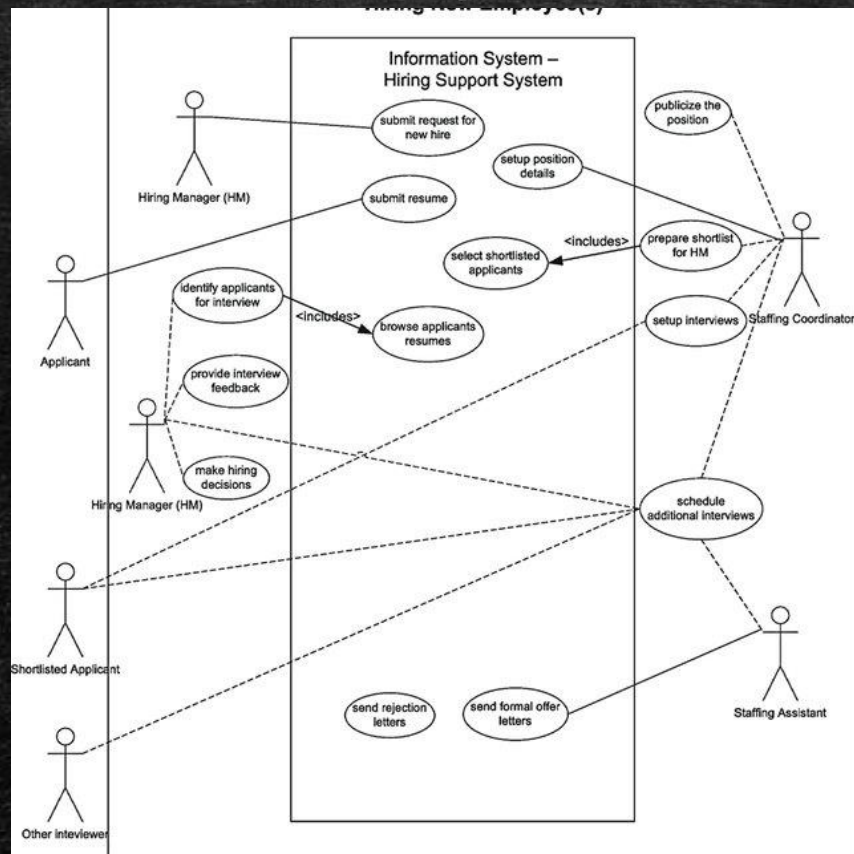 Hiring New Employee(s)
Information System –
Hiring Support System
publicize the
position
submit request for
new hire
setup position
details
Hiring Manager (HM)
submit resume
<includes>
prepare shortlist
for HM
select shortlisted
applicants
identify applicants
for interview
<includes>
browse applicants
resumes
setup interviews
Staffing Coordinator
Applicant
provide interview
feedback
make hiring
decisions
Hiring Manager (HM)
schedule
additional interviews
Shortlisted Applicant
send rejection
letters
send formal offer
letters
Staffing Assistant
Other inteviewer